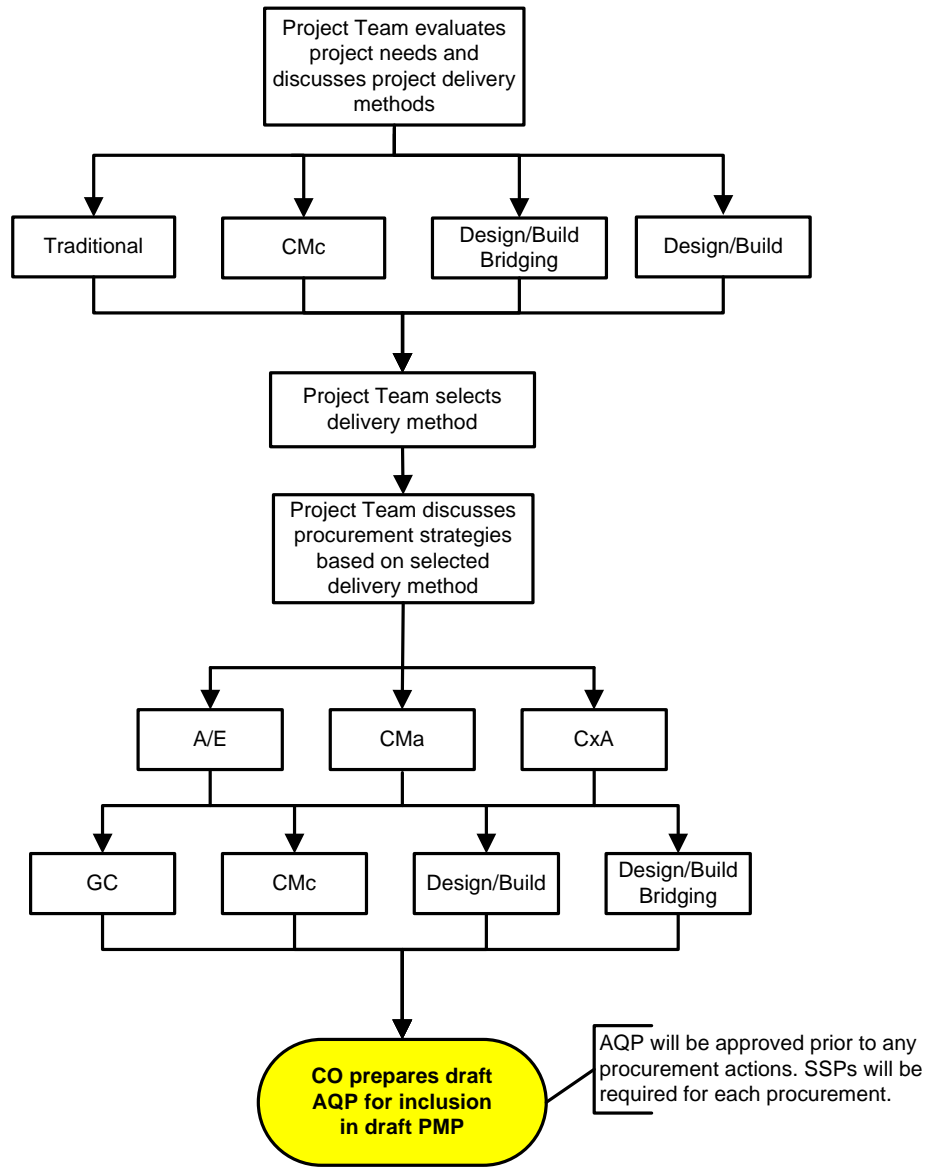 Project Team evaluates
project needs and
discusses project delivery
methods
Traditional
CMc
Design/Build
Bridging
Design/Build
Project Team selects
delivery method
Project Team discusses
procurement strategies
based on selected
delivery method
A/E
CMa
CxA
GC
CMc
Design/Build
Design/Build
Bridging
CO prepares draft
AQP for inclusion
in draft PMP
AQP will be approved prior to any
procurement actions. SSPs will be
required for each procurement.